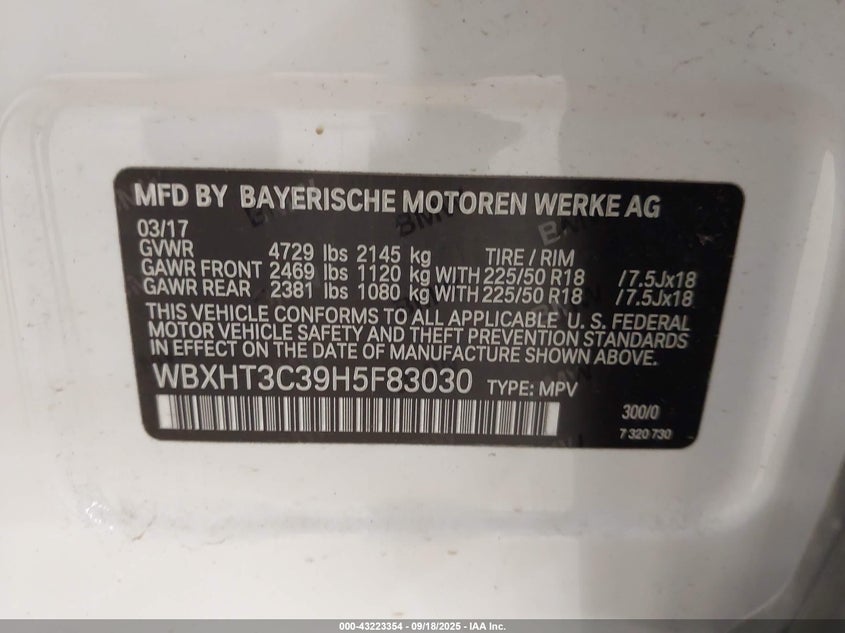 MFD BY BAYERISCHE MOTOREN WERKE AG
03/17
GVWR 4729 lbs 2145 kg TIRE / RIM
GAWR FRONT 2469 lbs 1120 kg WITH 225/50 R18 /7.5Jx18
GAWR REAR 2381 lbs 1080 kg WITH 225/50 R18 /7.5Jx18
THIS VEHICLE CONFORMS TO ALL APPLICABLE U. S. FEDERAL
MOTOR VEHICLE SAFETY AND THEFT PREVENTION STANDARDS
IN EFFECT ON THE DATE OF MANUFACTURE SHOWN ABOVE.
WBXHT3C39H5F83030 TYPE: MPV
300/0
7 320 730
000-43223354 - 09/18/2025 - IAA Inc.